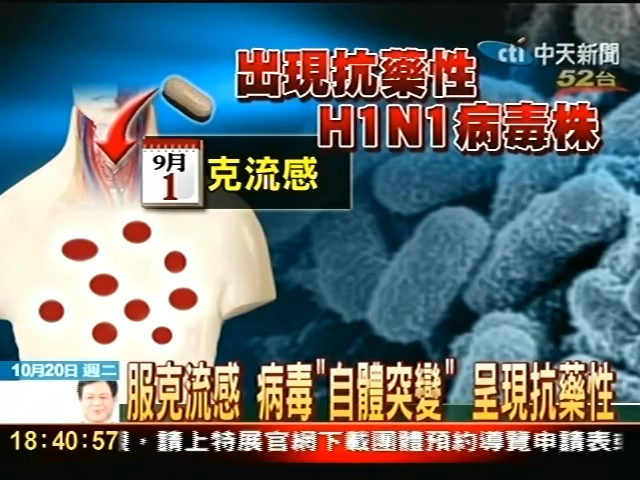 出現抗藥性
cti 中天新聞
52台
H1N1病毒株
9月
1
克流感
10月20日 週二
服克流感 病毒"自體突變" 呈現抗藥性
18:40:57 ，請上特展官網下載團體預約導覽申請表